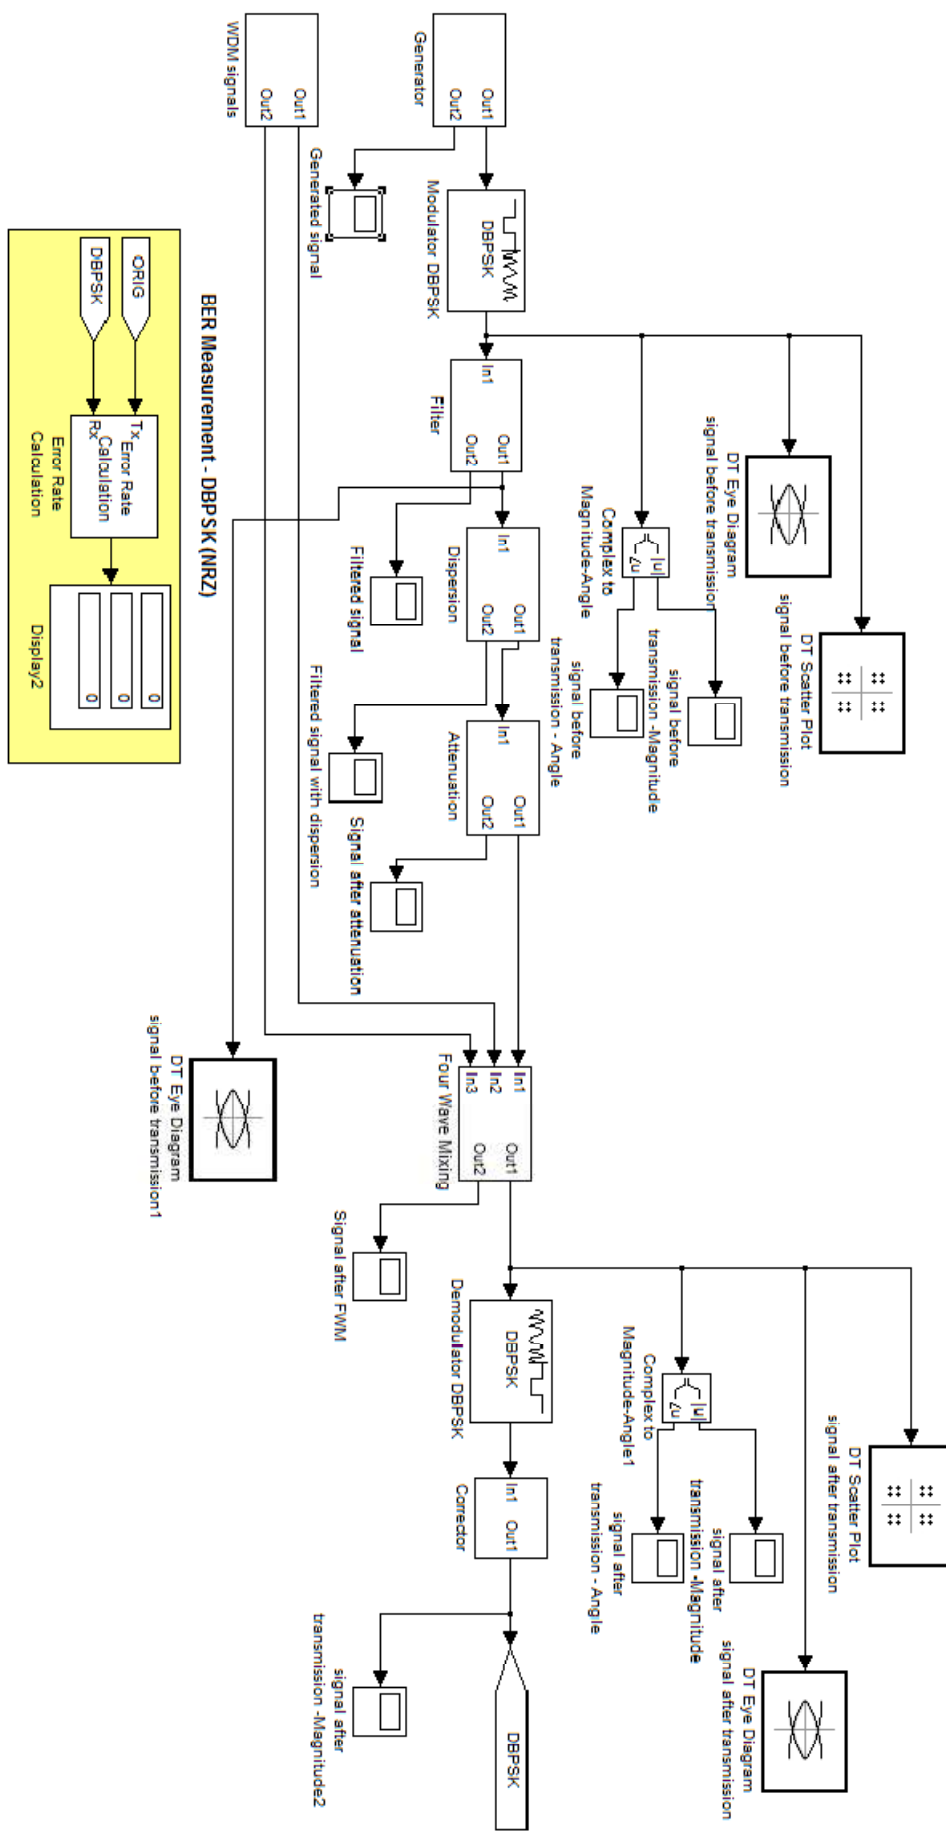 DT Scatter Plot
signal before transmission
DT Scatter Plot
signal after transmission
DT Eye Diagram
signal before transmission
DT Eye Diagram
signal after transmission
|u|
∠u
Complex to
Magnitude-Angle
signal before
transmission -Magnitude
signal before
transmission - Angle
|u|
∠u
Complex to
Magnitude-Angle1
signal after
transmission -Magnitude
signal after
transmission - Angle
Out1
Out2
Generator
DBPSK
Modulator DBPSK
In1
Out1
Out2
Filter
In1
Out1
Out2
Dispersion
In1
Out1
Out2
Attenuation
In1
In2
In3
Out1
Out2
Four Wave Mixing
DBPSK
Demodulator DBPSK
In1
Out1
Corrector
DBPSK
Generated signal
Filtered signal
Filtered signal with dispersion
Signal after attenuation
Signal after FWM
signal after
transmission -Magnitude2
Out1
Out2
WDM signals
DT Eye Diagram
signal before transmission1
BER Measurement - DBPSK (NRZ)
ORIG
DBPSK
Tx
Rx
Error Rate
Calculation
Error Rate
Calculation
0
0
0
Display2